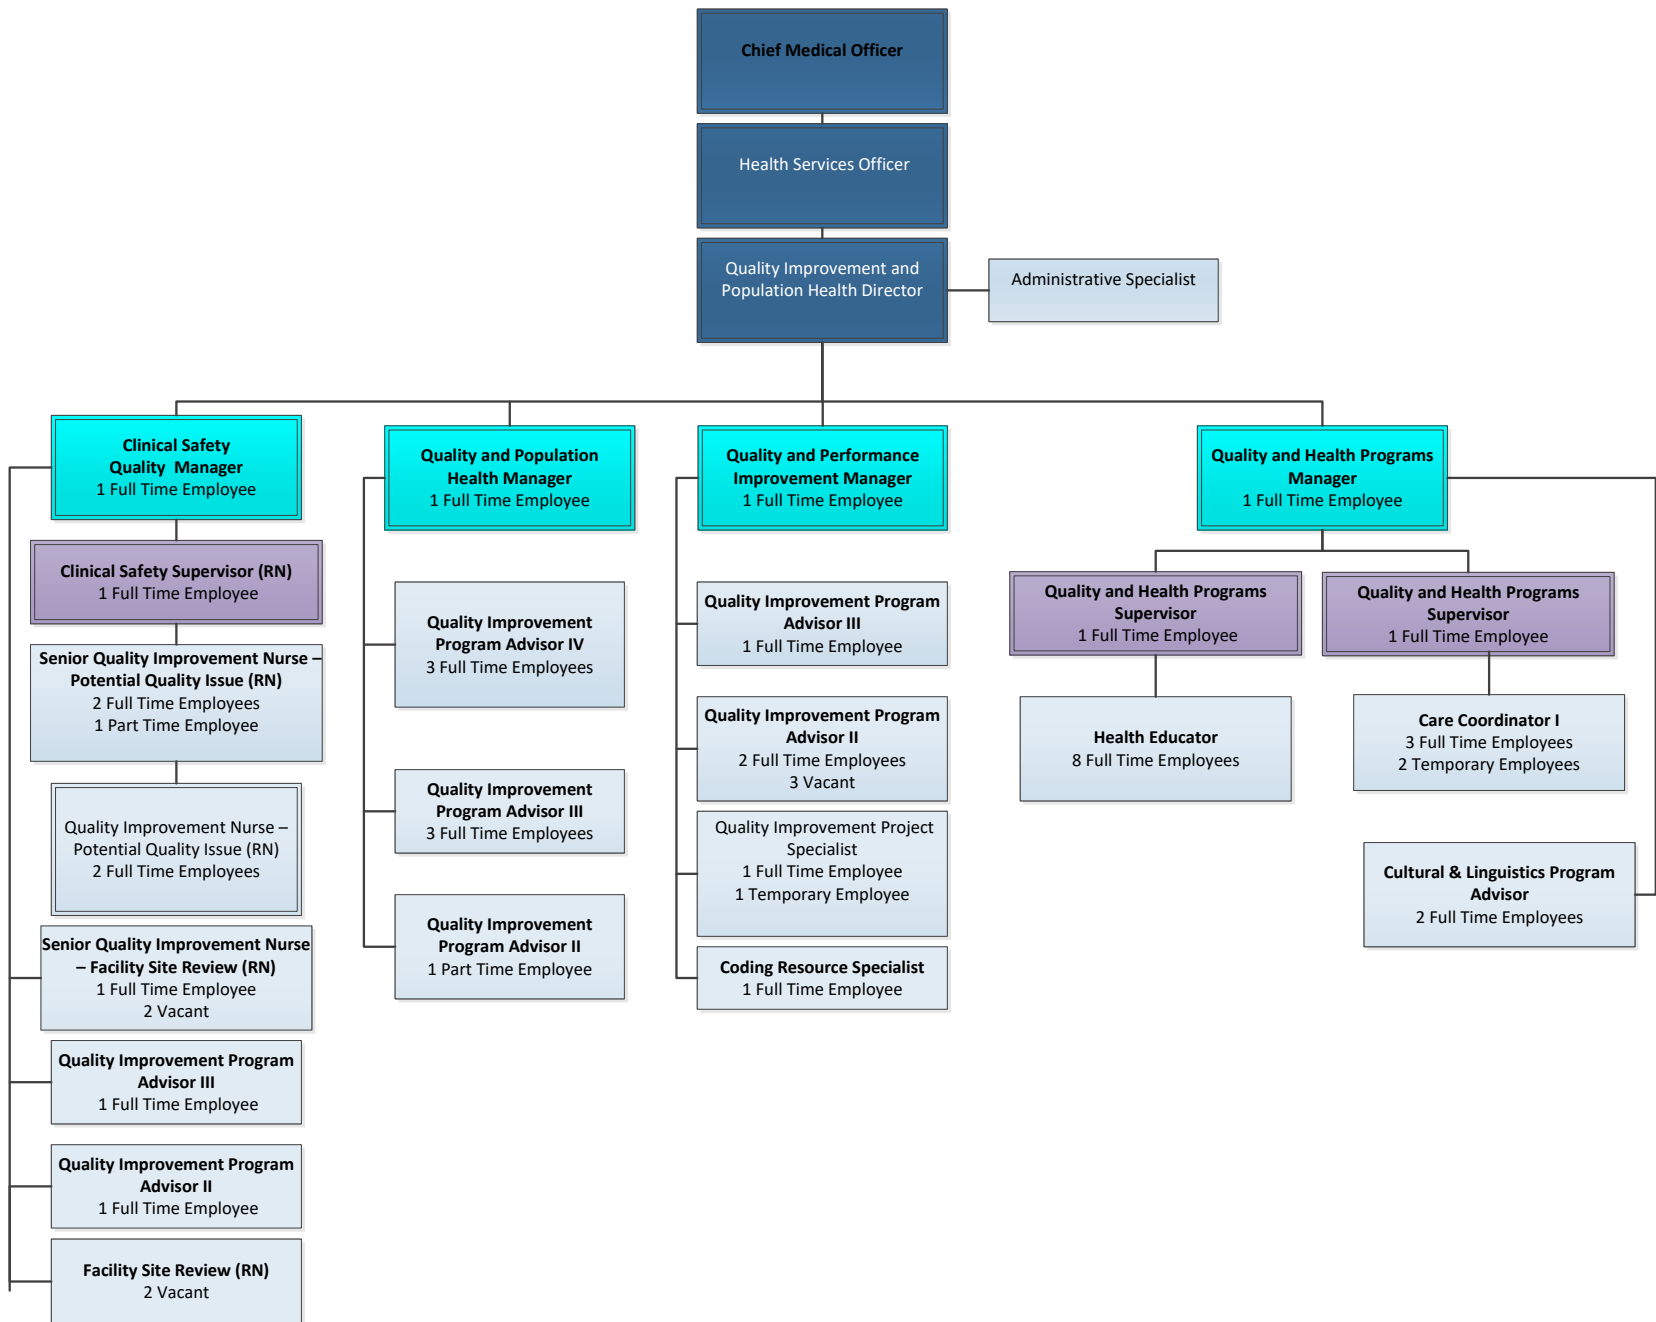 Chief Medical Officer
Health Services Officer
Quality Improvement and
Population Health Director
Administrative Specialist
Clinical Safety
Quality Manager
1 Full Time Employee
Clinical Safety Supervisor (RN)
1 Full Time Employee
Senior Quality Improvement Nurse –
Potential Quality Issue (RN)
2 Full Time Employees
1 Part Time Employee
Quality Improvement Nurse –
Potential Quality Issue (RN)
2 Full Time Employees
Senior Quality Improvement Nurse
– Facility Site Review (RN)
1 Full Time Employee
2 Vacant
Quality Improvement Program
Advisor III
1 Full Time Employee
Quality Improvement Program
Advisor II
1 Full Time Employee
Facility Site Review (RN)
2 Vacant
Quality and Population
Health Manager
1 Full Time Employee
Quality Improvement
Program Advisor IV
3 Full Time Employees
Quality Improvement
Program Advisor III
3 Full Time Employees
Quality Improvement
Program Advisor II
1 Part Time Employee
Quality and Performance
Improvement Manager
1 Full Time Employee
Quality Improvement Program
Advisor III
1 Full Time Employee
Quality Improvement Program
Advisor II
2 Full Time Employees
3 Vacant
Quality Improvement Project
Specialist
1 Full Time Employee
1 Temporary Employee
Coding Resource Specialist
1 Full Time Employee
Quality and Health Programs
Manager
1 Full Time Employee
Quality and Health Programs
Supervisor
1 Full Time Employee
Health Educator
8 Full Time Employees
Quality and Health Programs
Supervisor
1 Full Time Employee
Care Coordinator I
3 Full Time Employees
2 Temporary Employees
Cultural & Linguistics Program
Advisor
2 Full Time Employees